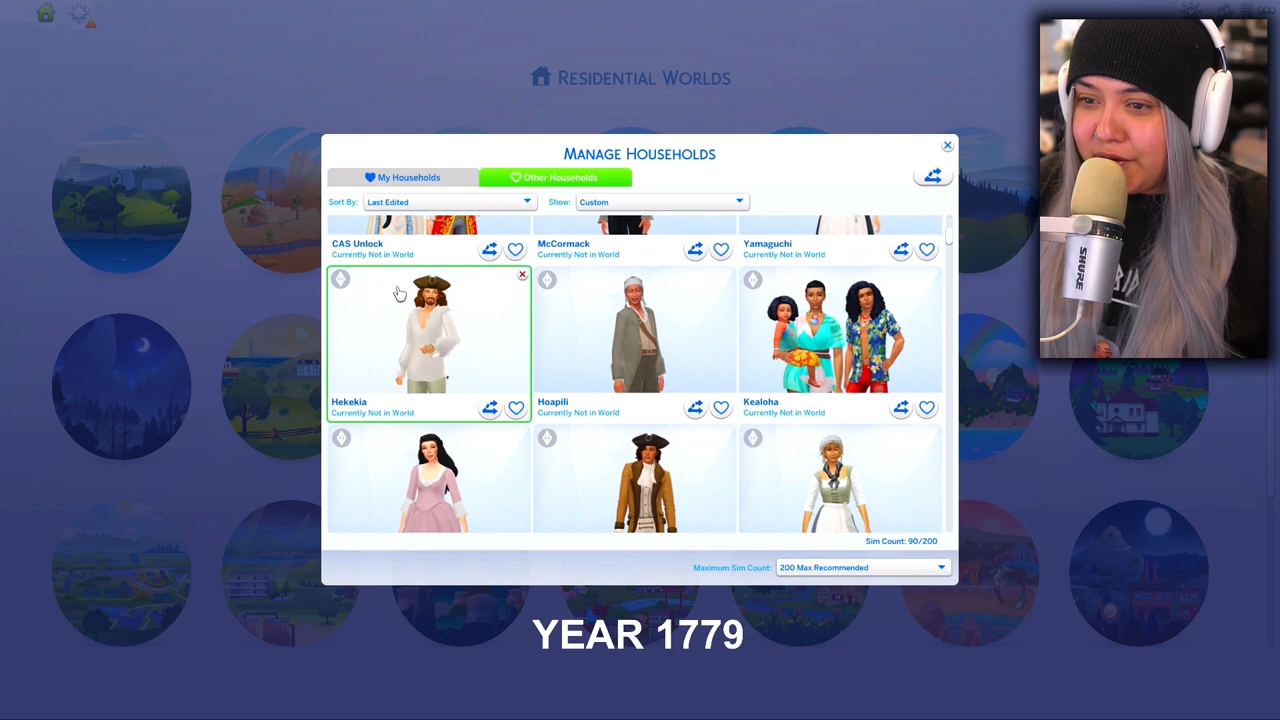 RESIDENTIAL WORLDS
MANAGE HOUSEHOLDS
My Households
Other Households
Sort By: Last Edited
Show: Custom
CAS Unlock
Currently Not in World
McCormack
Currently Not in World
Yamaguchi
Currently Not in World
Hekekia
Currently Not in World
Hoapili
Currently Not in World
Kealoha
Currently Not in World
Sim Count: 90/200
Maximum Sim Count: 200 Max Recommended
YEAR 1779
SHURE